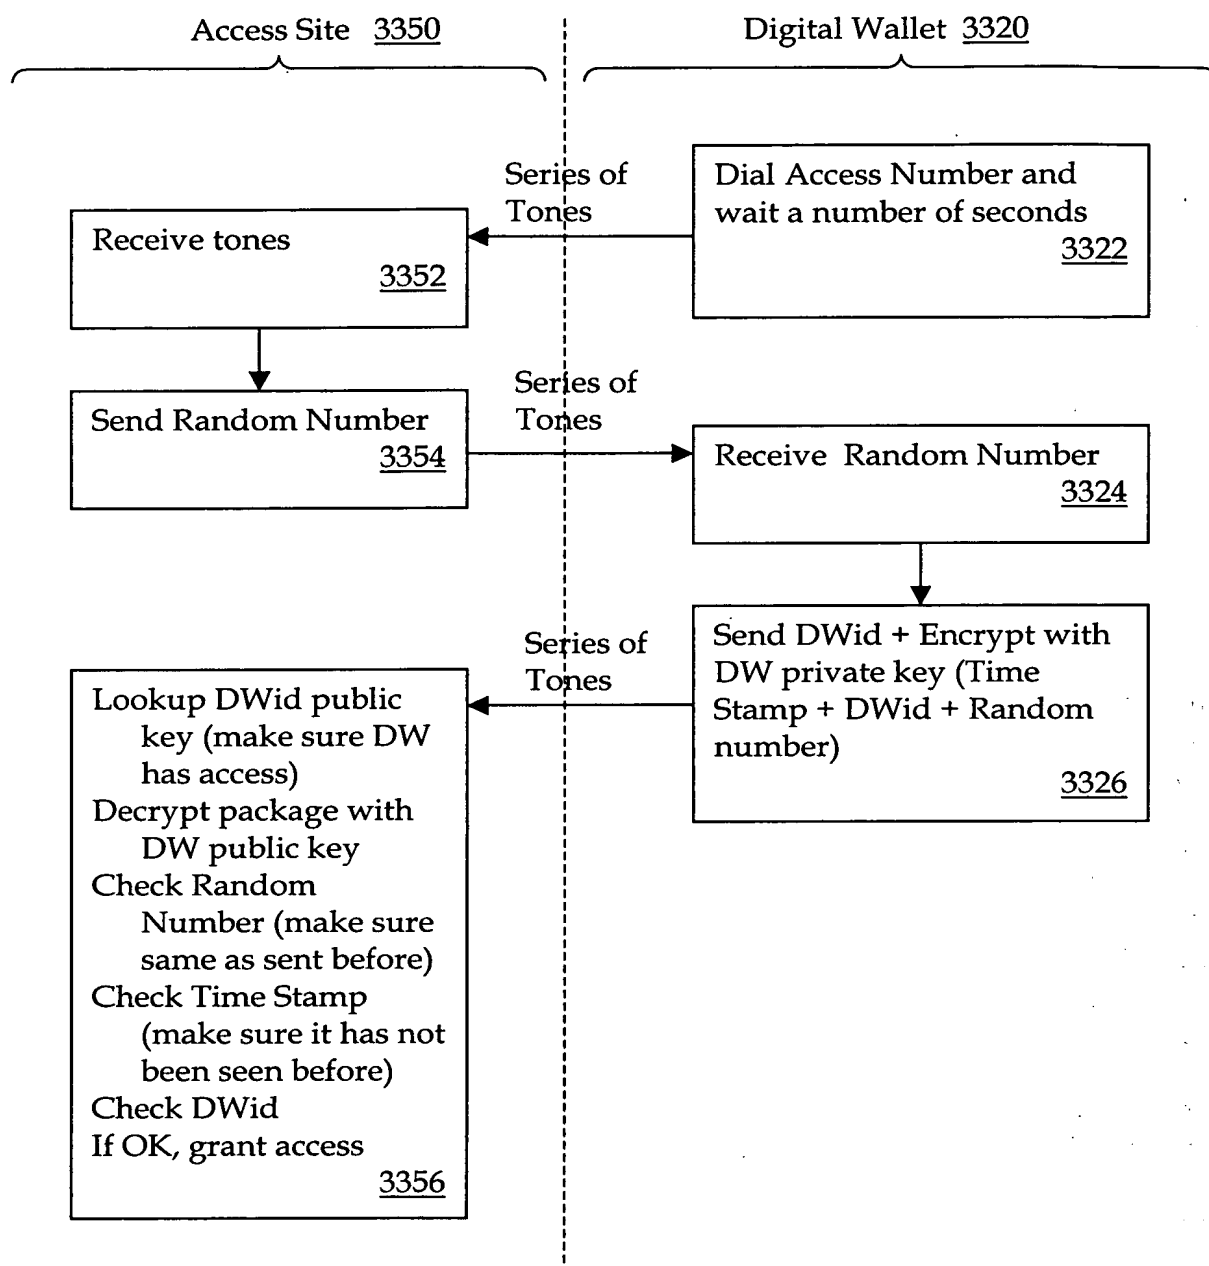 Access Site 3350
Digital Wallet 3320
Series of
Tones
Dial Access Number and
wait a number of seconds
3322
Receive tones
3352
Series of
Tones
Send Random Number
3354
Receive Random Number
3324
Series of
Tones
Send DWid + Encrypt with
DW private key (Time
Stamp + DWid + Random
number)
3326
Lookup DWid public
key (make sure DW
has access)
Decrypt package with
DW public key
Check Random
Number (make sure
same as sent before)
Check Time Stamp
(make sure it has not
been seen before)
Check DWid
If OK, grant access
3356